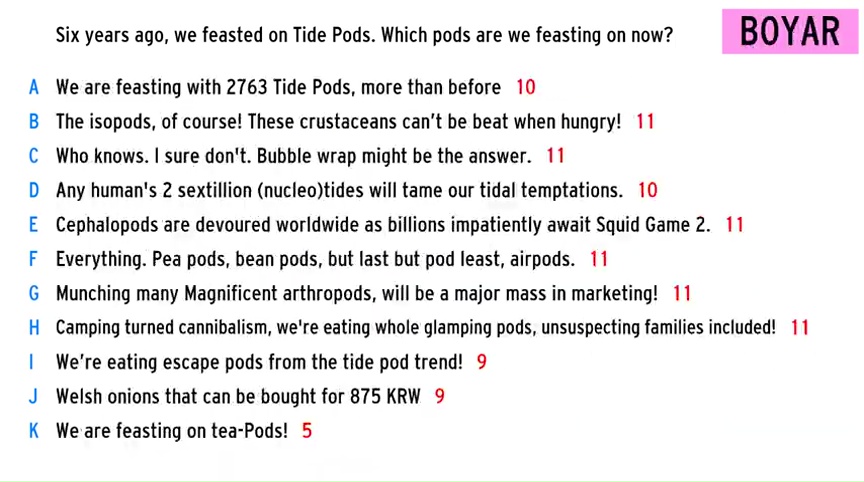 Six years ago, we feasted on Tide Pods. Which pods are we feasting on now?
BOYAR
A We are feasting with 2763 Tide Pods, more than before 10
B The isopods, of course! These crustaceans can't be beat when hungry! 11
C Who knows. I sure don't. Bubble wrap might be the answer. 11
D Any human's 2 sextillion (nucleo)tides will tame our tidal temptations. 10
E Cephalopods are devoured worldwide as billions impatiently await Squid Game 2. 11
F Everything. Pea pods, bean pods, but last but pod least, airpods. 11
G Munching many Magnificent arthropods, will be a major mass in marketing! 11
H Camping turned cannibalism, we're eating whole glamping pods, unsuspecting families included! 11
I We're eating escape pods from the tide pod trend! 9
J Welsh onions that can be bought for 875 KRW 9
K We are feasting on tea-Pods! 5